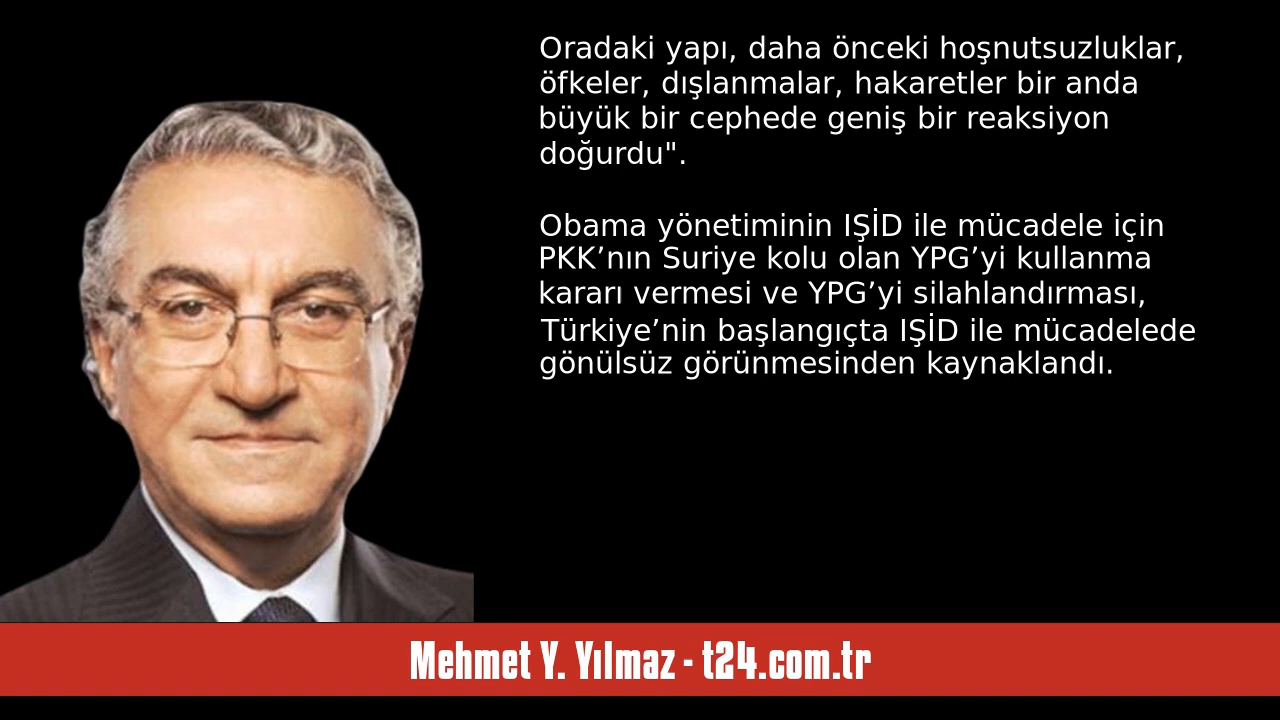 Oradaki yapı, daha önceki hoşnutsuzluklar,
öfkeler, dışlanmalar, hakaretler bir anda
büyük bir cephede geniş bir reaksiyon
doğurdu".
Obama yönetiminin IŞİD ile mücadele için
PKK’nın Suriye kolu olan YPG’yi kullanma
kararı vermesi ve YPG’yi silahlandırması,
Türkiye’nin başlangıçta IŞİD ile mücadelede
gönülsüz görünmesinden kaynaklandı.
Mehmet Y. Yılmaz - t24.com.tr